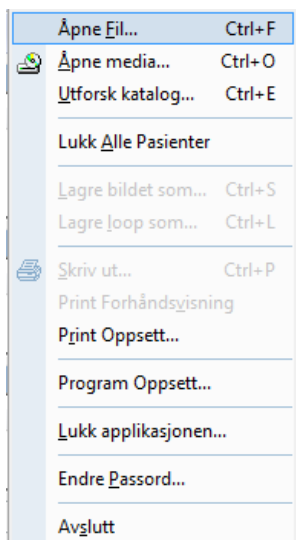 Åpne Fil... Ctrl+F
Åpne media... Ctrl+O
Utforsk katalog... Ctrl+E
Lukk Alle Pasienter
Lagre bildet som... Ctrl+S
Lagre loop som... Ctrl+L
Skriv ut... Ctrl+P
Print Forhåndsvisning
Print Oppsett...
Program Oppsett...
Lukk applikasjonen...
Endre Passord...
Avslutt